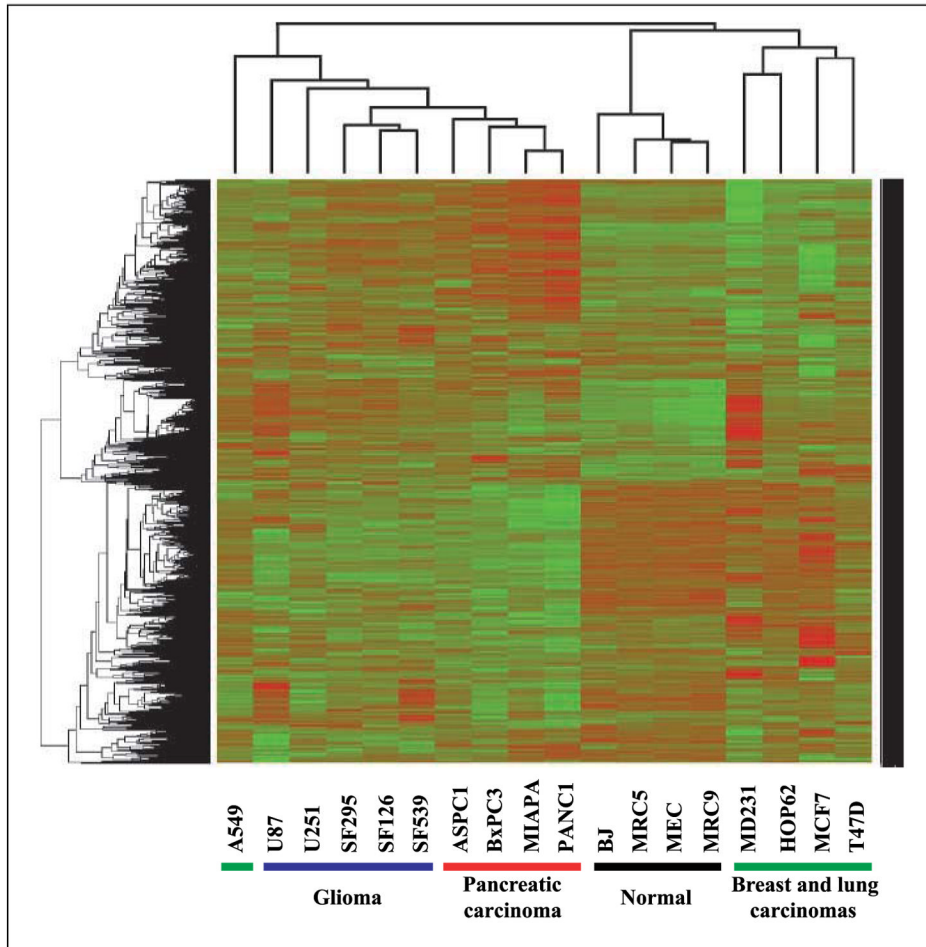 A549
U87
U251
SF295
SF126
SF539
ASPC1
BxPC3
MIAPA
PANC1
BJ
MRC5
MEC
MRC9
MD231
HOP62
MCF7
T47D
Glioma
Pancreatic
carcinoma
Normal
Breast and lung
carcinomas